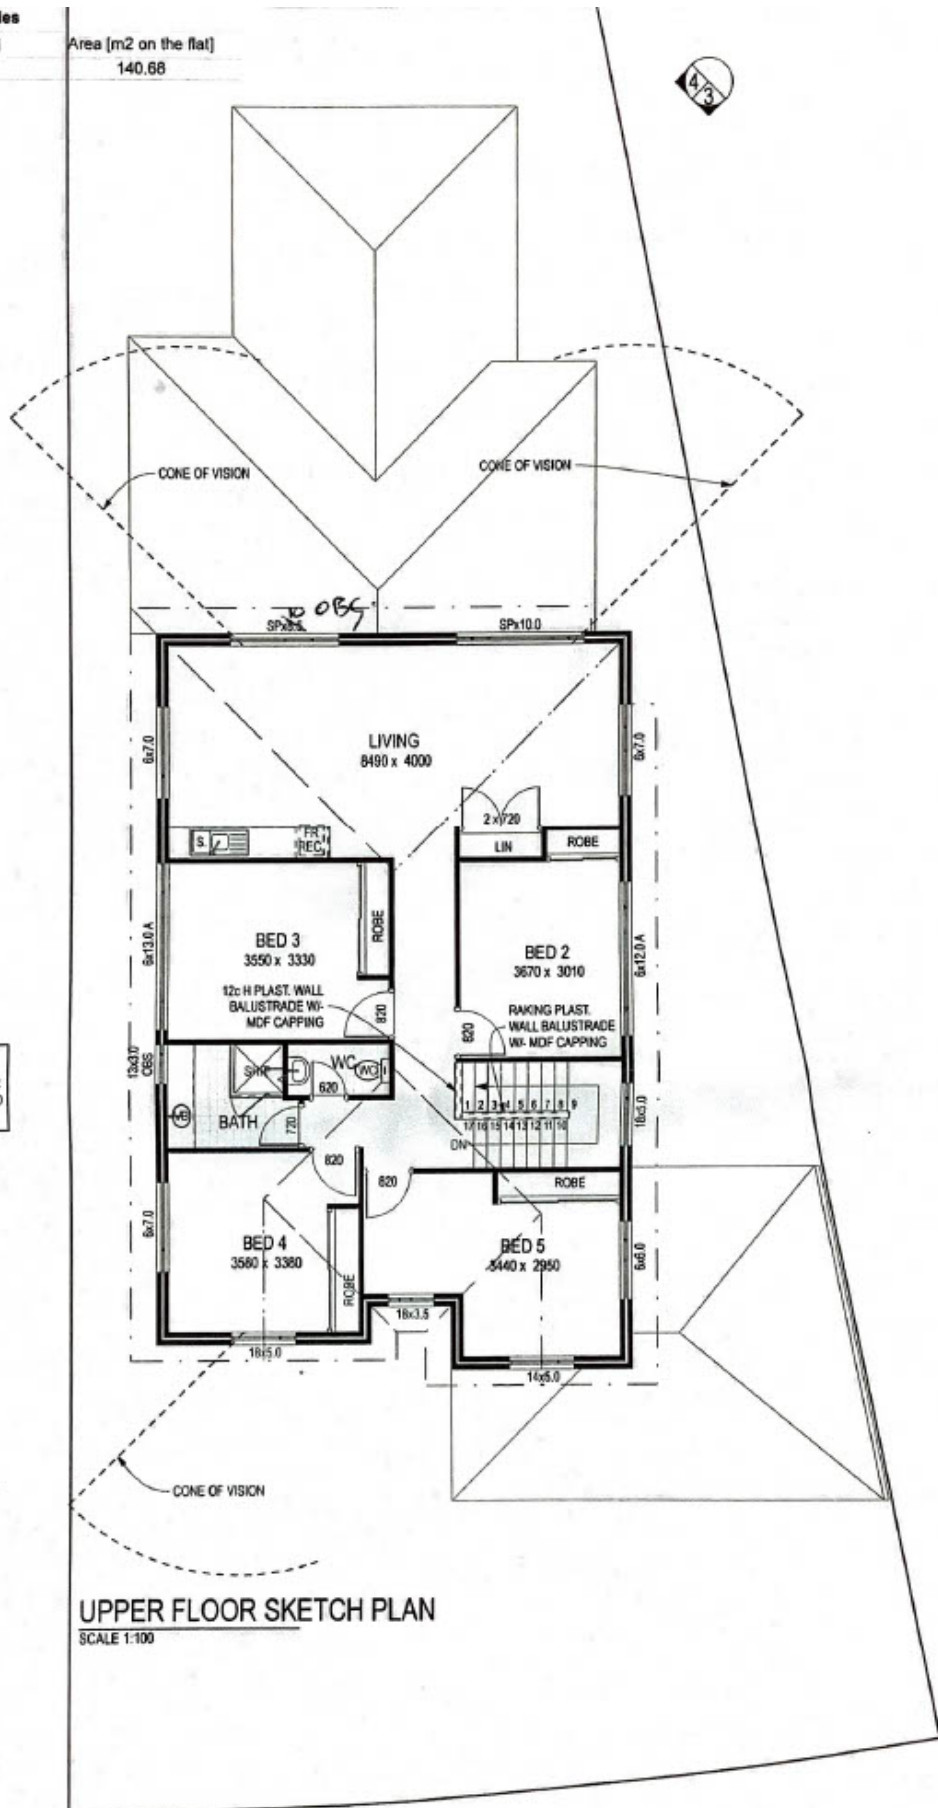 les
Area [m2 on the flat]
140.68
4
3
CONE OF VISION
CONE OF VISION
OBS
SPx10.0
6x7.0
LIVING
8490 x 4000
6x7.0
2 x 720
S.
FR
REC
LIN
ROBE
6x13.0 A
BED 3
3550 x 3330
ROBE
BED 2
3670 x 3010
6x12.0 A
12c H PLAST. WALL
BALUSTRADE W/-
MDF CAPPING
820
820
RAKING PLAST.
WALL BALUSTRADE
W/- MDF CAPPING
13x3.0
OBS
SHR
WC
WC
620
BATH
720
1 2 3 4 5 6 7 8 9
17 16 15 14 13 12 11 10
DN
18x5.0
820
820
ROBE
6x7.0
BED 4
3580 x 3380
ROBE
BED 5
5440 x 2950
6x6.0
18x3.5
18x5.0
14x5.0
CONE OF VISION
UPPER FLOOR SKETCH PLAN
SCALE 1:100